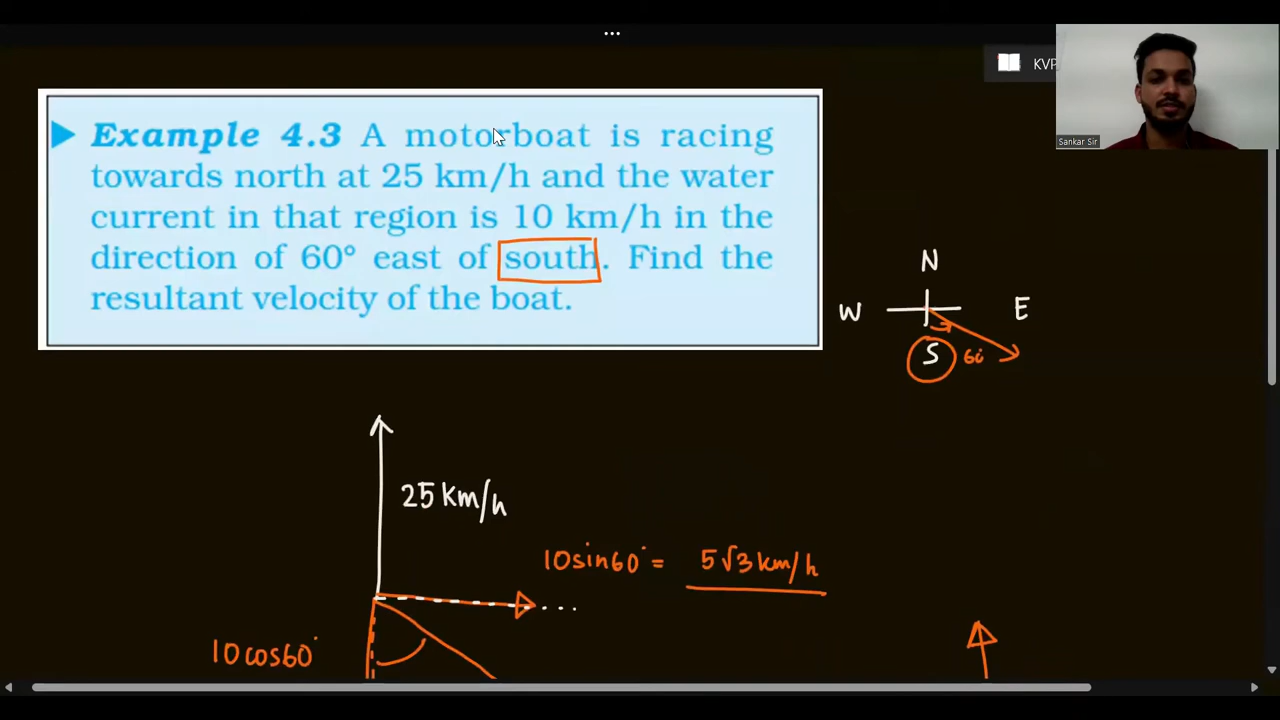 ...
KVP
Sankar Sir
Example 4.3 A motorboat is racing
towards north at 25 km/h and the water
current in that region is 10 km/h in the
direction of 60° east of south. Find the
resultant velocity of the boat.
N
W E
S 60
25 km/h
10sin60° = 5√3 km/h
...
10cos60°